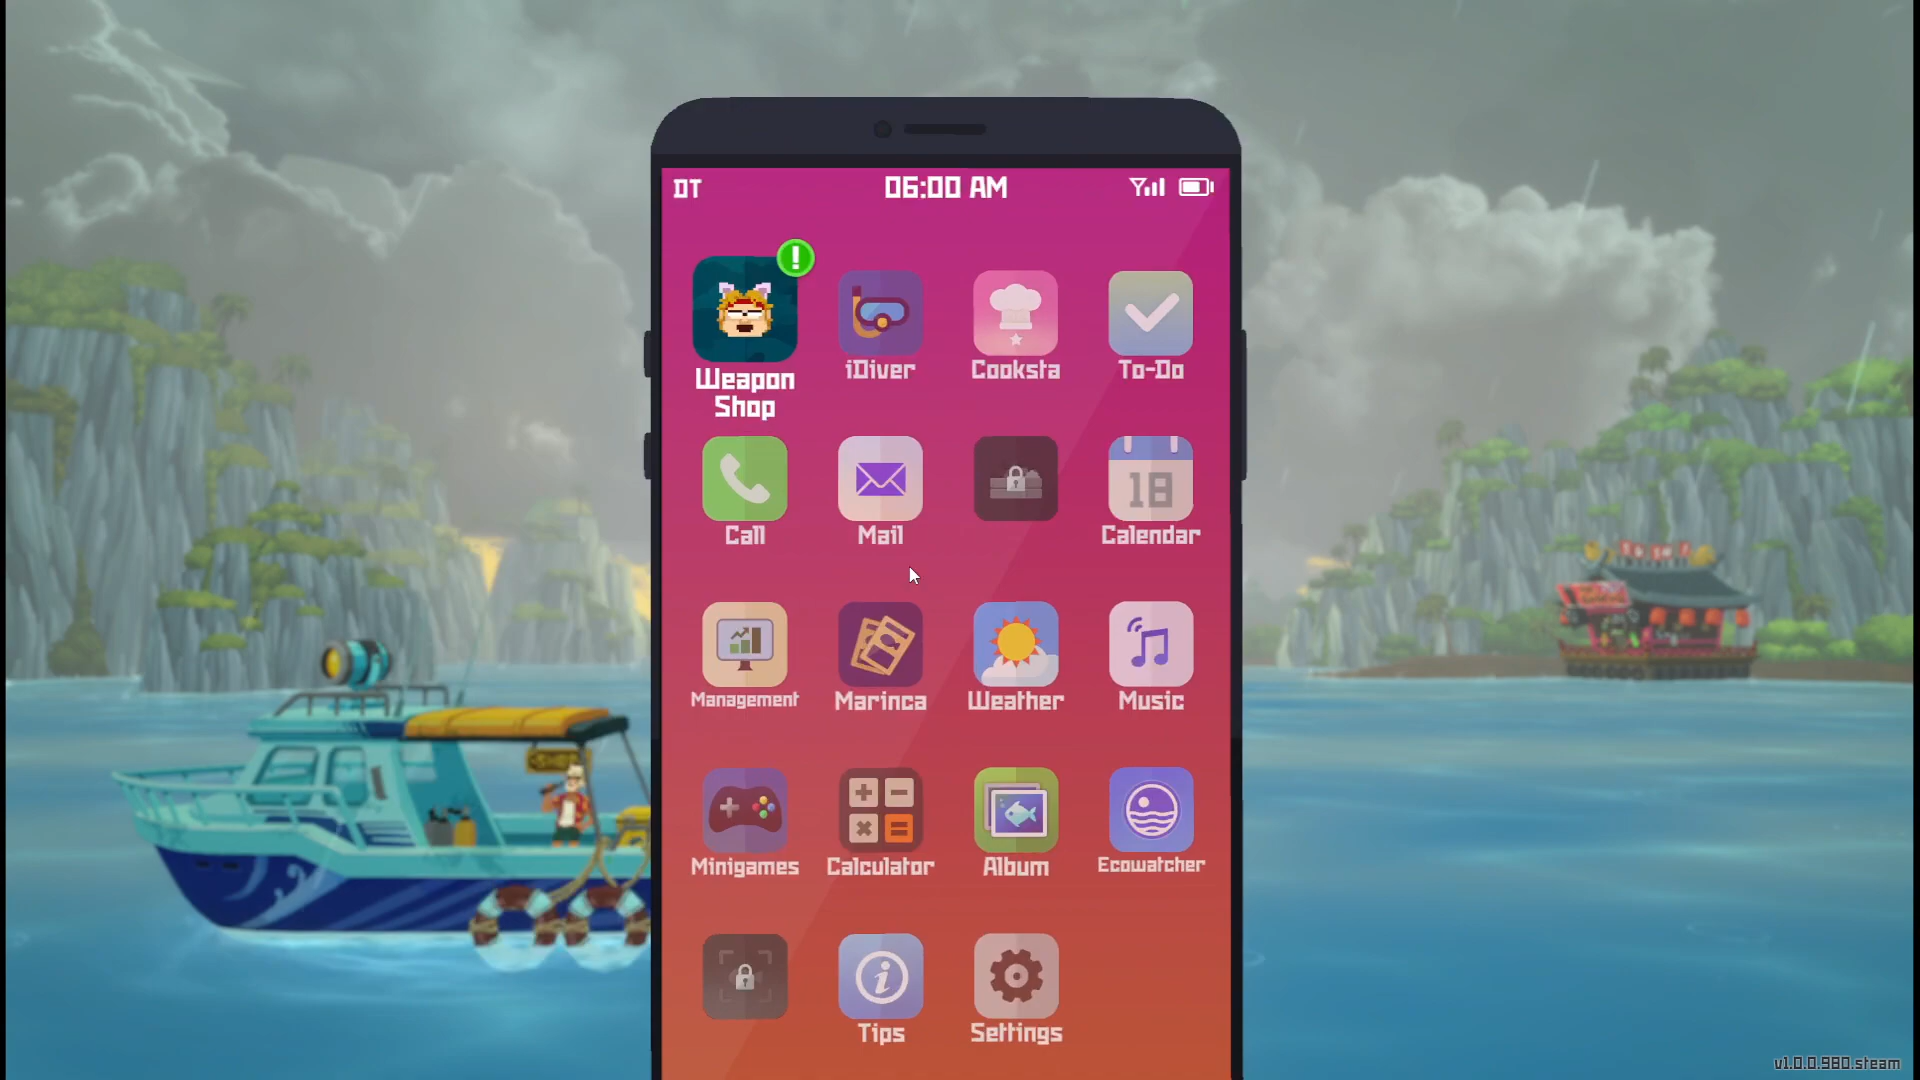 DT 06:00 AM
Weapon
Shop
iDiver
Cooksta
To-Do
Call
Mail
18
Calendar
Management
Marinca
Weather
Music
Minigames
Calculator
Album
Ecowatcher
Tips
Settings
v1.0.0.980.steam